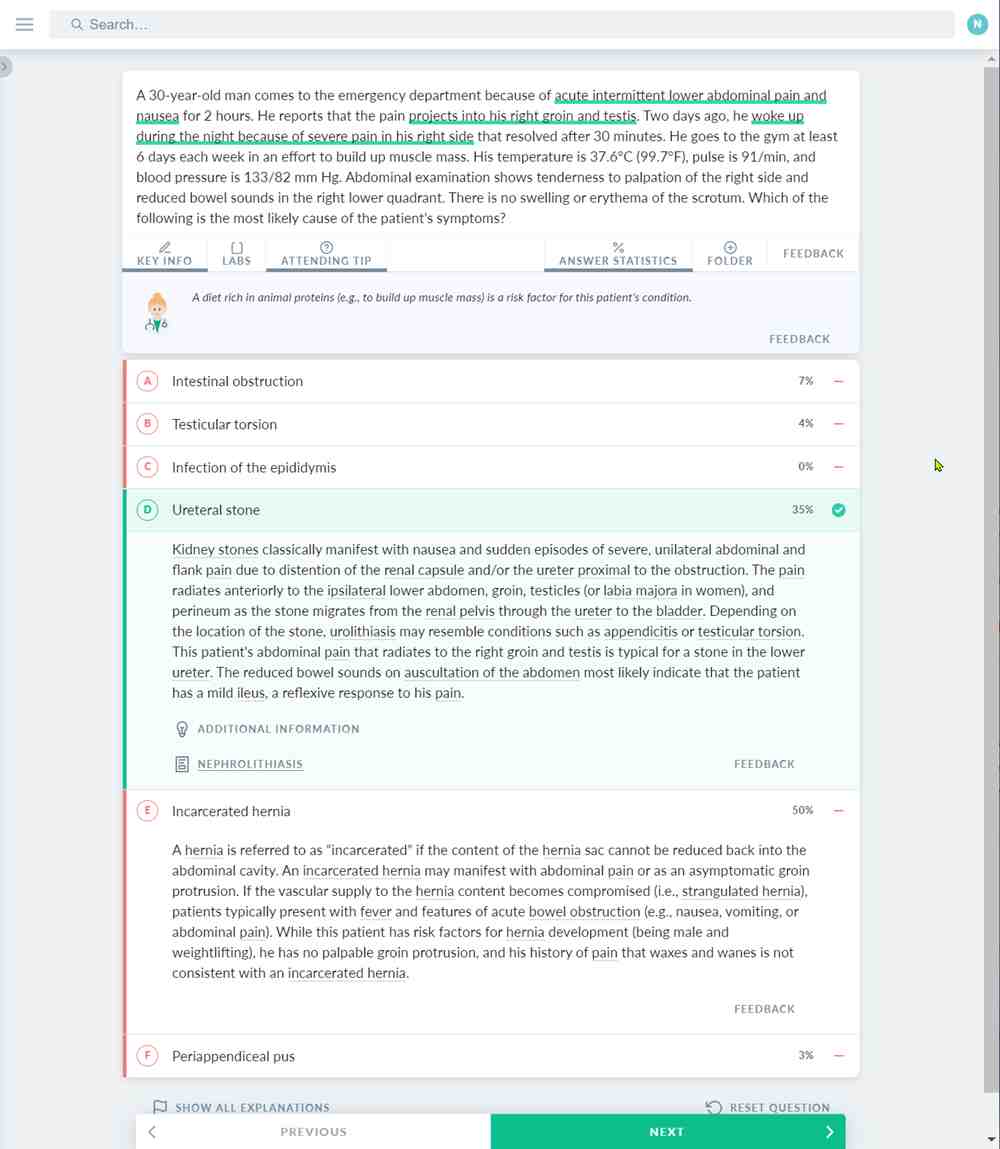 Search…
N
A 30-year-old man comes to the emergency department because of acute intermittent lower abdominal pain and
nausea for 2 hours. He reports that the pain projects into his right groin and testis. Two days ago, he woke up
during the night because of severe pain in his right side that resolved after 30 minutes. He goes to the gym at least
6 days each week in an effort to build up muscle mass. His temperature is 37.6°C (99.7°F), pulse is 91/min, and
blood pressure is 133/82 mm Hg. Abdominal examination shows tenderness to palpation of the right side and
reduced bowel sounds in the right lower quadrant. There is no swelling or erythema of the scrotum. Which of the
following is the most likely cause of the patient's symptoms?
KEY INFO LABS ATTENDING TIP ANSWER STATISTICS FOLDER FEEDBACK
A diet rich in animal proteins (e.g., to build up muscle mass) is a risk factor for this patient's condition.
FEEDBACK
A Intestinal obstruction 7%
B Testicular torsion 4%
C Infection of the epididymis 0%
D Ureteral stone 35%
Kidney stones classically manifest with nausea and sudden episodes of severe, unilateral abdominal and
flank pain due to distention of the renal capsule and/or the ureter proximal to the obstruction. The pain
radiates anteriorly to the ipsilateral lower abdomen, groin, testicles (or labia majora in women), and
perineum as the stone migrates from the renal pelvis through the ureter to the bladder. Depending on
the location of the stone, urolithiasis may resemble conditions such as appendicitis or testicular torsion.
This patient's abdominal pain that radiates to the right groin and testis is typical for a stone in the lower
ureter. The reduced bowel sounds on auscultation of the abdomen most likely indicate that the patient
has a mild ileus, a reflexive response to his pain.
ADDITIONAL INFORMATION
NEPHROLITHIASIS FEEDBACK
E Incarcerated hernia 50%
A hernia is referred to as "incarcerated" if the content of the hernia sac cannot be reduced back into the
abdominal cavity. An incarcerated hernia may manifest with abdominal pain or as an asymptomatic groin
protrusion. If the vascular supply to the hernia content becomes compromised (i.e., strangulated hernia),
patients typically present with fever and features of acute bowel obstruction (e.g., nausea, vomiting, or
abdominal pain). While this patient has risk factors for hernia development (being male and
weightlifting), he has no palpable groin protrusion, and his history of pain that waxes and wanes is not
consistent with an incarcerated hernia.
FEEDBACK
F Periappendiceal pus 3%
SHOW ALL EXPLANATIONS RESET QUESTION
PREVIOUS NEXT